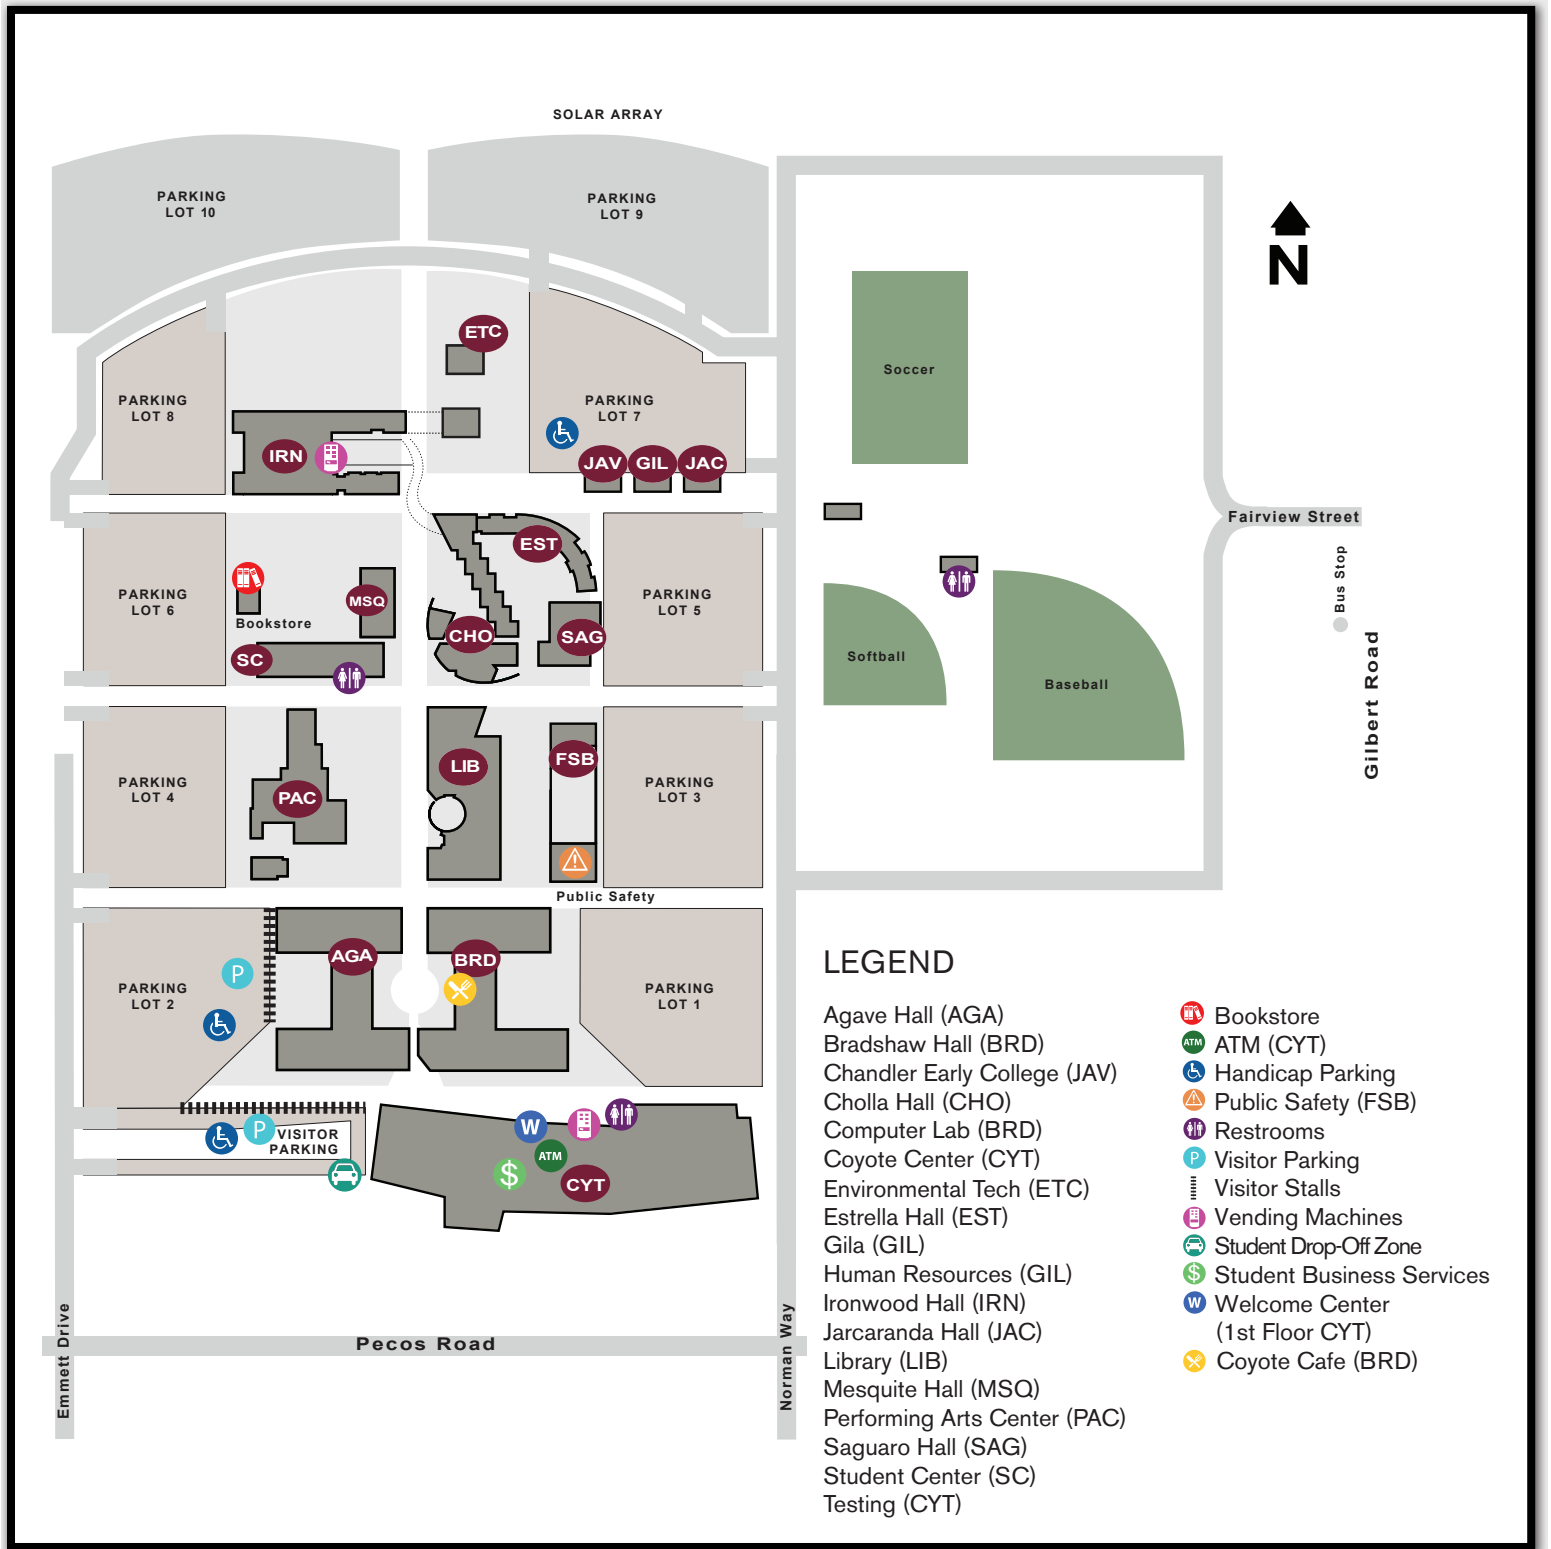 SOLAR ARRAY
PARKING
LOT 10
PARKING
LOT 9
N
ETC
Soccer
PARKING
LOT 8
PARKING
LOT 7
IRN
JAV
GIL
JAC
Fairview Street
EST
Bus Stop
PARKING
LOT 6
MSQ
PARKING
LOT 5
Bookstore
CHO
SAG
SC
Softball
Baseball
Gilbert Road
LIB
FSB
PARKING
LOT 4
PAC
PARKING
LOT 3
Public Safety
AGA
BRD
P
PARKING
LOT 2
PARKING
LOT 1
P
VISITOR
PARKING
W
ATM
$
CYT
Emmett Drive
Pecos Road
Norman Way
LEGEND
Agave Hall (AGA)
Bradshaw Hall (BRD)
Chandler Early College (JAV)
Cholla Hall (CHO)
Computer Lab (BRD)
Coyote Center (CYT)
Environmental Tech (ETC)
Estrella Hall (EST)
Gila (GIL)
Human Resources (GIL)
Ironwood Hall (IRN)
Jarcaranda Hall (JAC)
Library (LIB)
Mesquite Hall (MSQ)
Performing Arts Center (PAC)
Saguaro Hall (SAG)
Student Center (SC)
Testing (CYT)
Bookstore
ATM ATM (CYT)
Handicap Parking
Public Safety (FSB)
Restrooms
P Visitor Parking
Visitor Stalls
Vending Machines
Student Drop-Off Zone
$ Student Business Services
W Welcome Center
(1st Floor CYT)
Coyote Cafe (BRD)